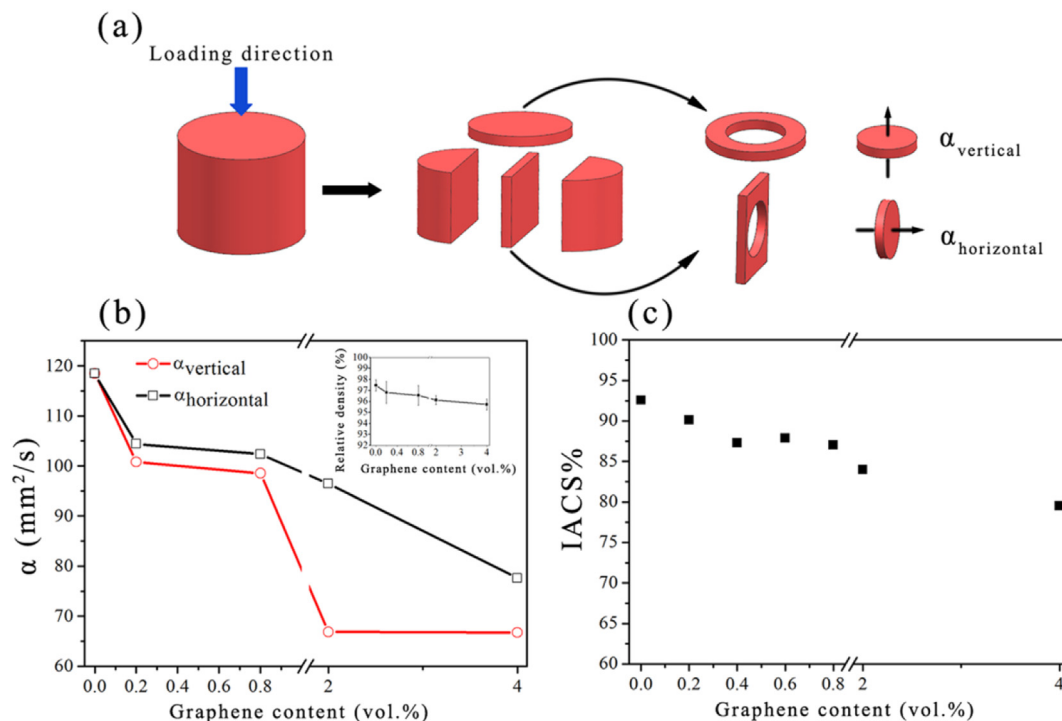 (a)
Loading direction
αvertical
αhorizontal
(b)
120
110
100
90
80
70
60
α (mm²/s)
αvertical
αhorizontal
100
99
98
97
96
95
94
93
92
Relative density (%)
0.0 0.4 0.8 2 3 4
Graphene content (vol.%)
0.0 0.2 0.4 0.6 0.8 2 4
Graphene content (vol.%)
(c)
100
95
90
85
80
75
70
65
60
IACS%
0.0 0.2 0.4 0.6 0.8 2 4
Graphene content (vol.%)